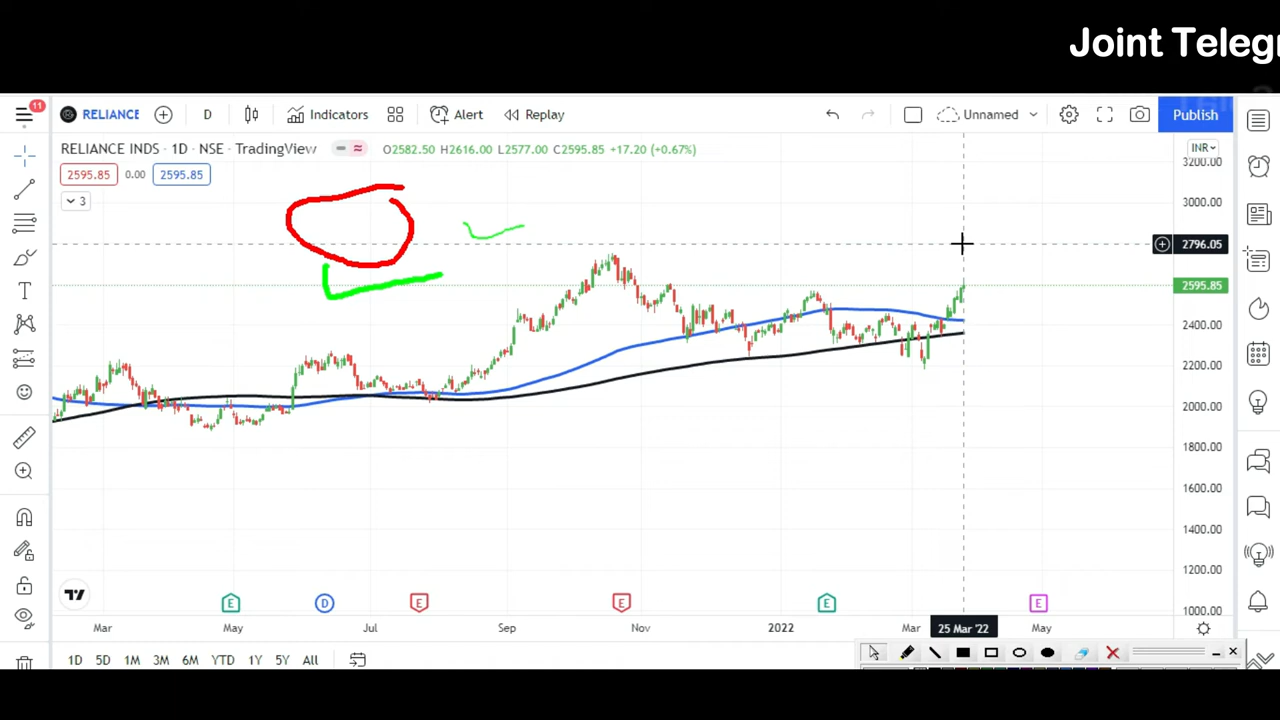 Joint Telegr
11
RELIANCE
D
Indicators
Alert
Replay
Unnamed
Publish
RELIANCE INDS · 1D · NSE · TradingView
O2582.50 H2616.00 L2577.00 C2595.85 +17.20 (+0.67%)
INR
2595.85 0.00 2595.85
3
3200.00
3000.00
2796.05
2595.85
2400.00
2200.00
2000.00
1800.00
1600.00
1400.00
1200.00
1000.00
E D E E E E
Mar May Jul Sep Nov 2022 Mar 25 Mar '22 May
1D 5D 1M 3M 6M YTD 1Y 5Y All